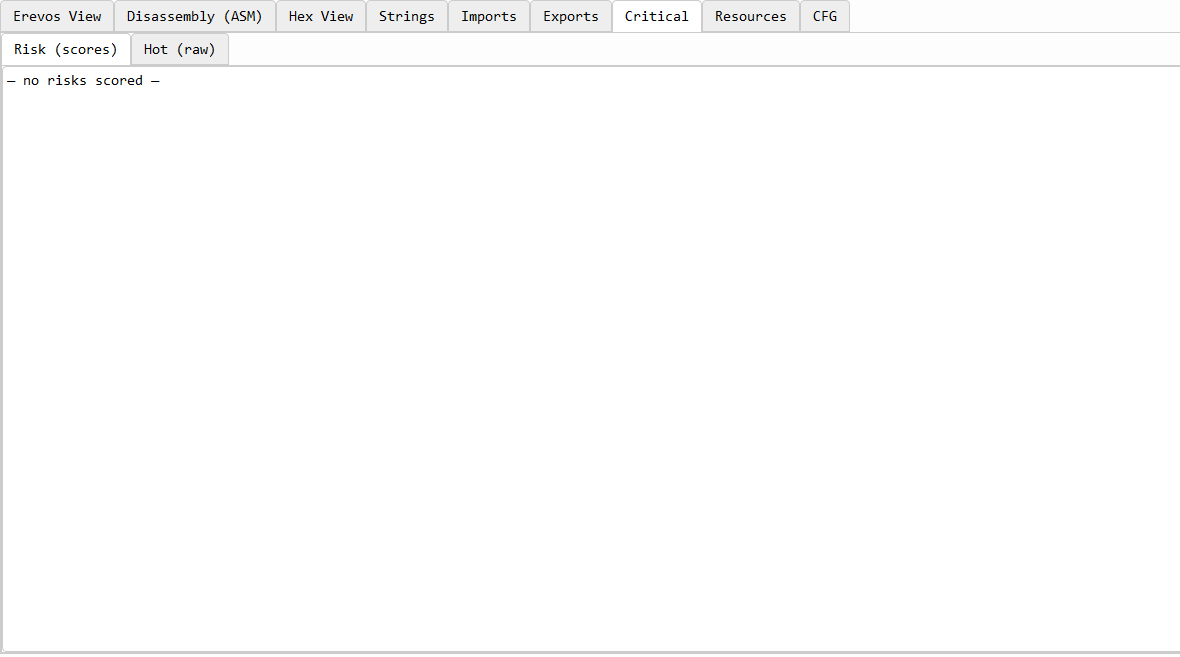 Erevos View Disassembly (ASM) Hex View Strings Imports Exports Critical Resources CFG
Risk (scores) Hot (raw)
— no risks scored —